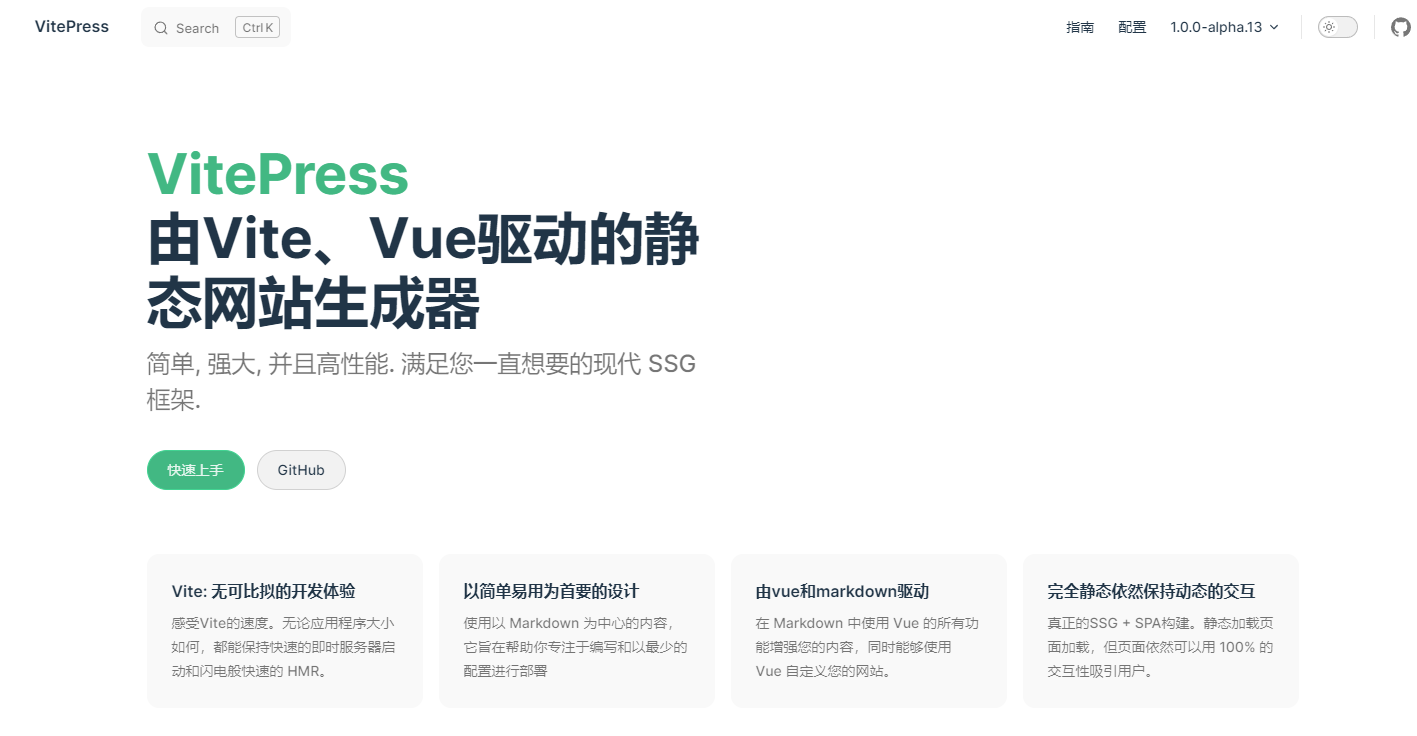 VitePress
Search
Ctrl K
指南
配置
1.0.0-alpha.13
VitePress
由Vite、Vue驱动的静
态网站生成器
简单, 强大, 并且高性能. 满足您一直想要的现代 SSG
框架.
快速上手
GitHub
Vite: 无可比拟的开发体验
感受Vite的速度。无论应用程序大小
如何，都能保持快速的即时服务器启
动和闪电般快速的 HMR。
以简单易用为首要的设计
使用以 Markdown 为中心的内容，
它旨在帮助你专注于编写和以最少的
配置进行部署
由vue和markdown驱动
在 Markdown 中使用 Vue 的所有功
能增强您的内容，同时能够使用
Vue 自定义您的网站。
完全静态依然保持动态的交互
真正的SSG + SPA构建。静态加载页
面加载，但页面依然可以用 100% 的
交互性吸引用户。